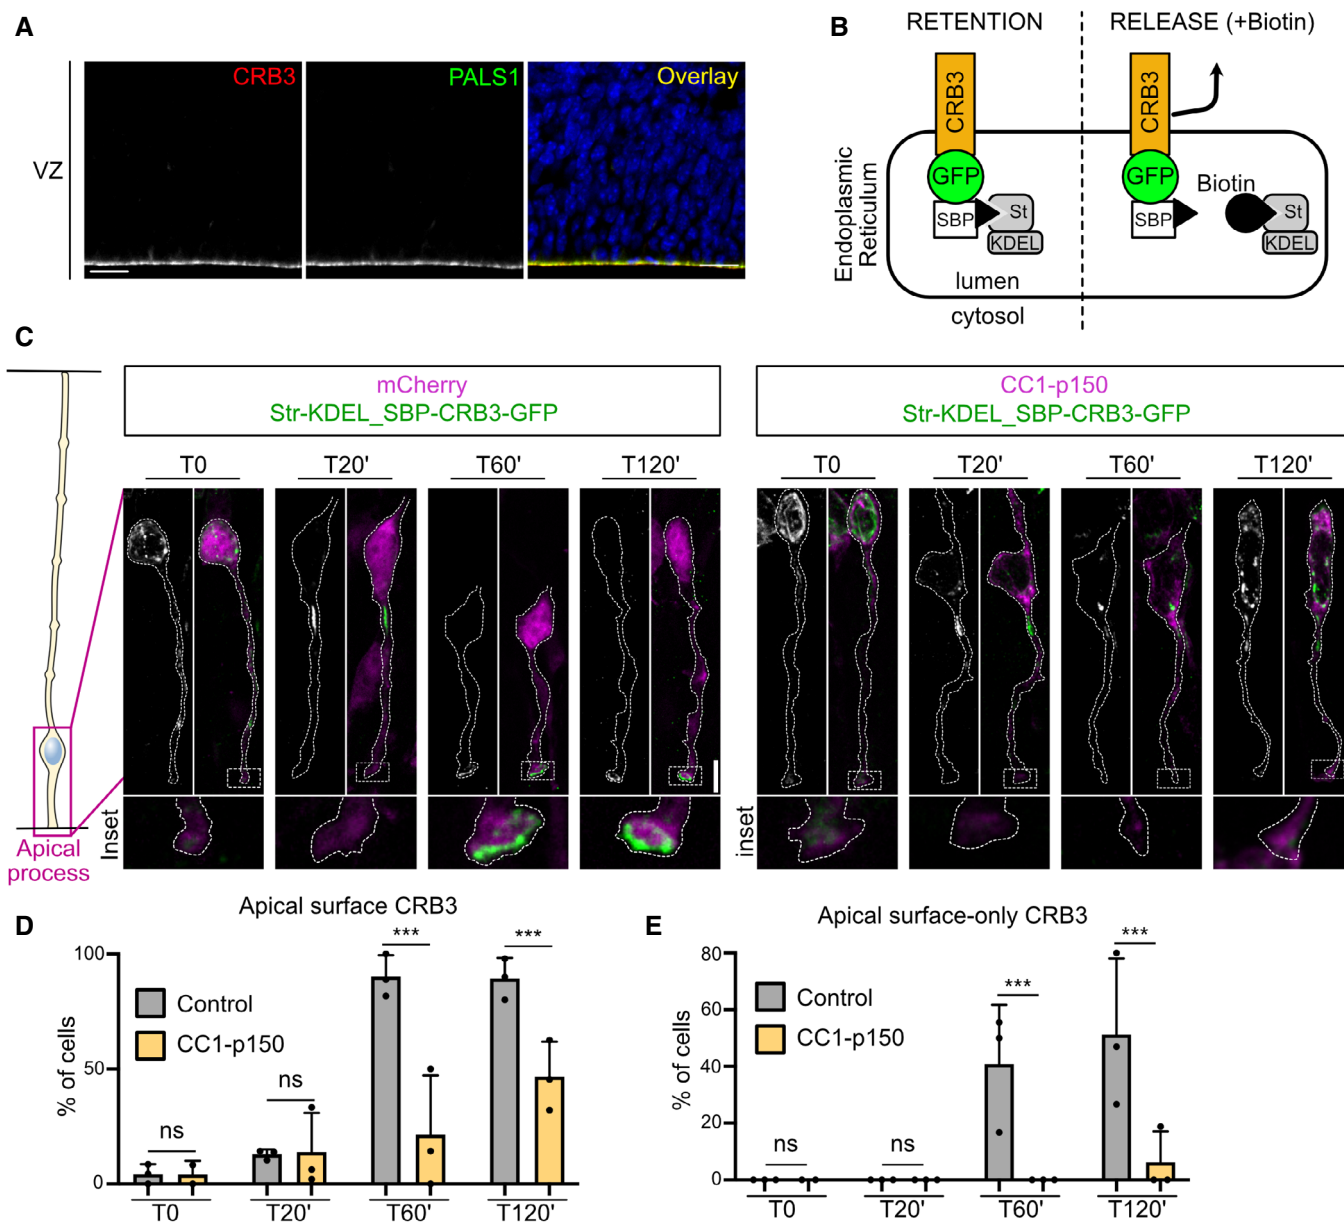 A
CRB3
PALS1
Overlay
VZ
B
RETENTION
RELEASE (+Biotin)
CRB3
GFP
SBP
St
KDEL
CRB3
GFP
SBP
Biotin
St
KDEL
Endoplasmic
Reticulum
lumen
cytosol
C
mCherry
Str-KDEL_SBP-CRB3-GFP
T0
T20'
T60'
T120'
CC1-p150
Str-KDEL_SBP-CRB3-GFP
T0
T20'
T60'
T120'
Inset
inset
Apical
process
D
Apical surface CRB3
% of cells
100
50
0
Control
CC1-p150
ns
ns
***
***
T0
T20'
T60'
T120'
E
Apical surface-only CRB3
% of cells
80
60
40
20
0
Control
CC1-p150
ns
ns
***
***
T0
T20'
T60'
T120'